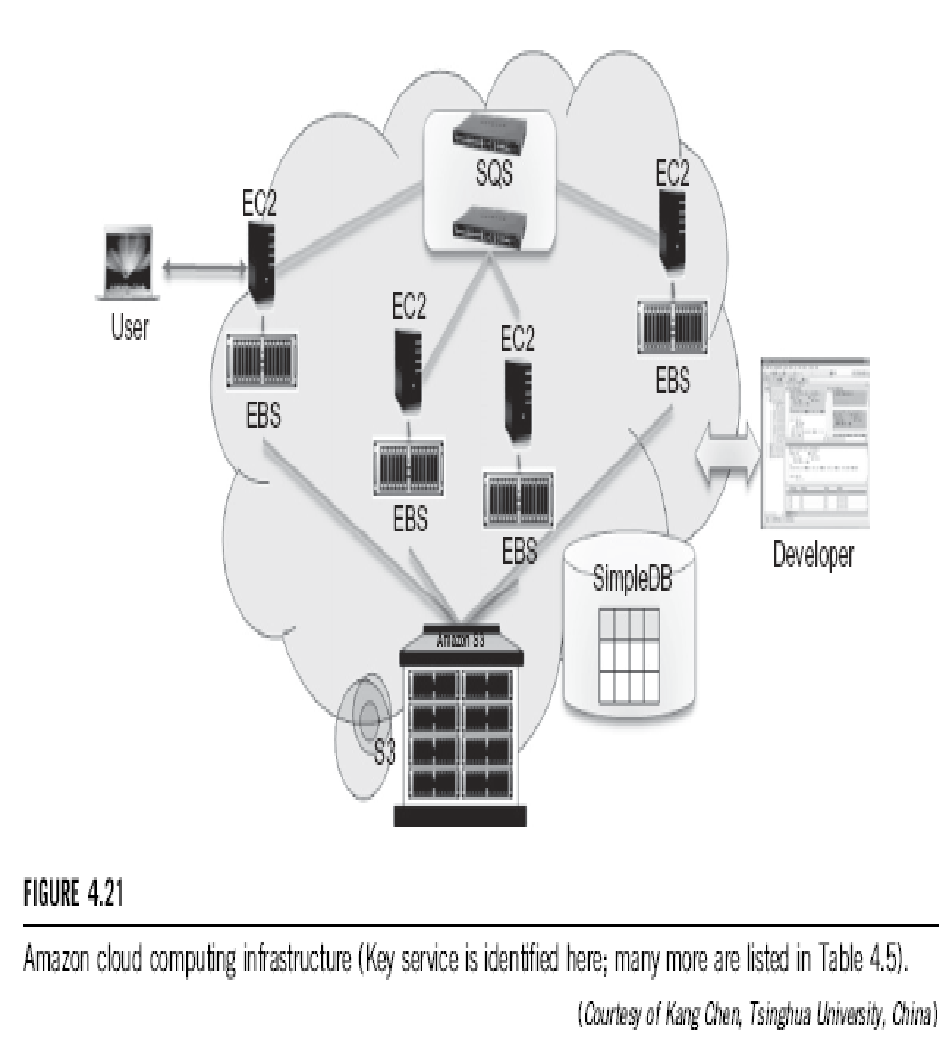 SQS
EC2
EC2
User
EC2
EC2
EBS
EBS
EBS
EBS
Developer
SimpleDB
Amazon S3
S3
FIGURE 4.21
Amazon cloud computing infrastructure (Key service is identified here; many more are listed in Table 4.5).
(Courtesy of Kang Chen, Tsinghua University, China)